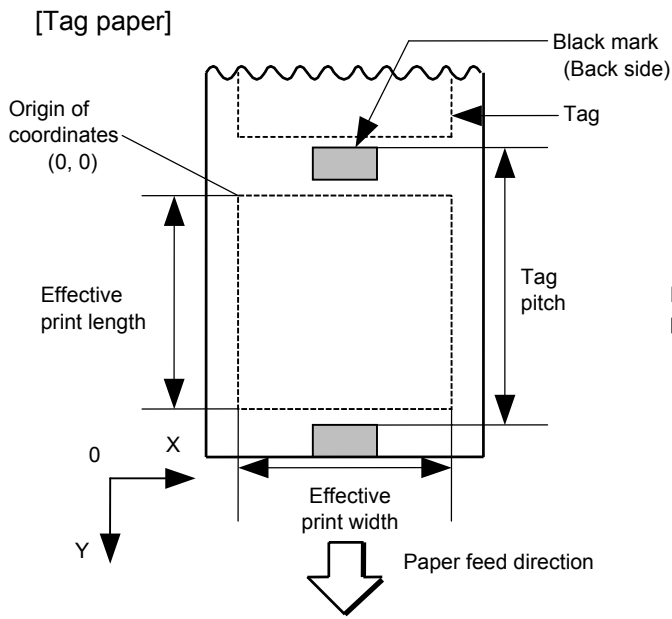 [Tag paper]
Black mark
(Back side)
Origin of
coordinates
(0, 0)
Tag
Effective
print length
Tag
pitch
0
X
Y
Effective
print width
Paper feed direction